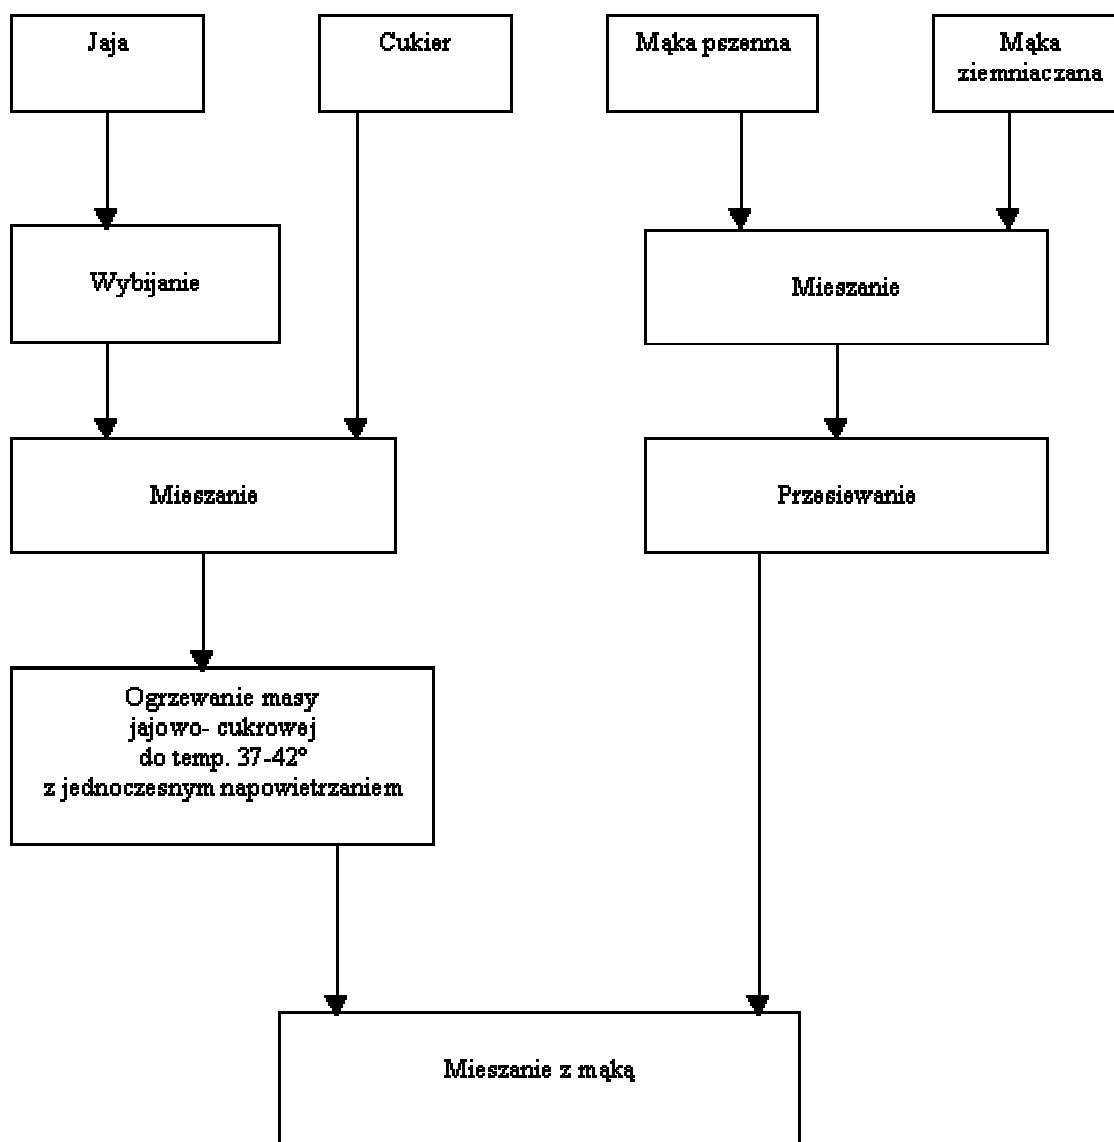 Jaja
Cukier
Mąka pszenna
Mąka
ziemniaczana
Wybijanie
Mieszanie
Mieszanie
Przesiewanie
Ogrzewanie masy
jajowo- cukrowej
do temp. 37-42°
z jednoczesnym napowietrzaniem
Mieszanie z mąką